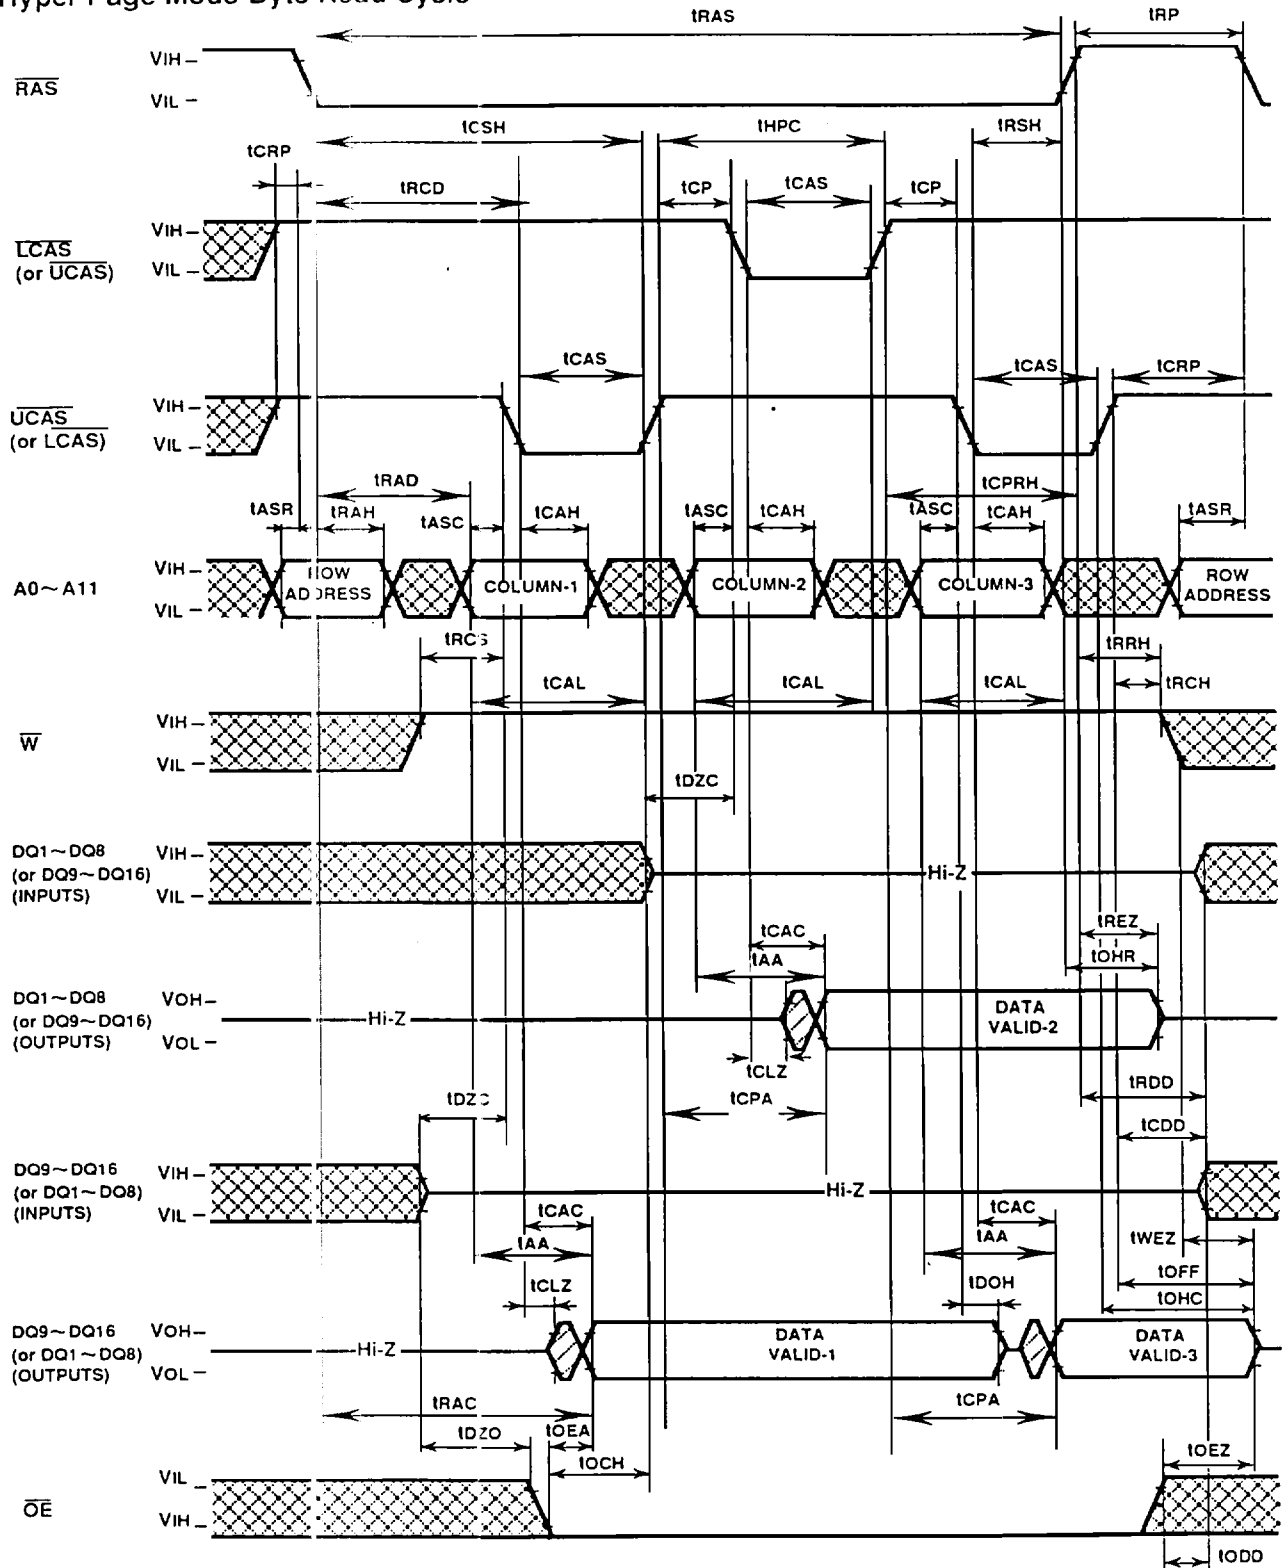 Hyper Page Mode Byte Read Cycle
tRAS
tRP
RAS
VIH
VIL
tCSH
tHPC
tRSH
tCRP
tRCD
tCP
tCAS
tCP
LCAS
(or UCAS)
VIH
VIL
tCAS
tCAS
tCRP
UCAS
(or LCAS)
VIH
VIL
tRAD
tCPRH
tASR
tRAH
tASC
tCAH
tASC
tCAH
tASC
tCAH
tASR
A0~A11
VIH
VIL
ROW
ADDRESS
COLUMN-1
COLUMN-2
COLUMN-3
ROW
ADDRESS
tRCS
tRRH
tCAL
tCAL
tCAL
tRCH
W
VIH
VIL
tDZC
DQ1~DQ8
(or DQ9~DQ16)
(INPUTS)
VIH
VIL
Hi-Z
tCAC
tREZ
tAA
tOHR
DQ1~DQ8
(or DQ9~DQ16)
(OUTPUTS)
VOH
VOL
Hi-Z
DATA
VALID-2
tCLZ
tRDD
tDZC
tCPA
tCDD
DQ9~DQ16
(or DQ1~DQ8)
(INPUTS)
VIH
VIL
Hi-Z
tCAC
tCAC
tAA
tAA
tWEZ
tCLZ
tDOH
tOFF
tOHC
DQ9~DQ16
(or DQ1~DQ8)
(OUTPUTS)
VOH
VOL
Hi-Z
DATA
VALID-1
DATA
VALID-3
tRAC
tCPA
tDZO
tOEA
tOEZ
tOCH
OE
VIL
VIH
tODD